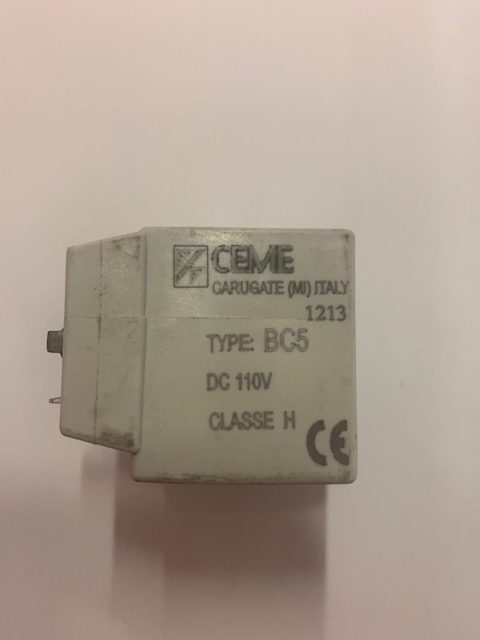 CEME
CARUGATE (MI) ITALY
1213
TYPE: BC5
DC 110V
CLASSE H
CE